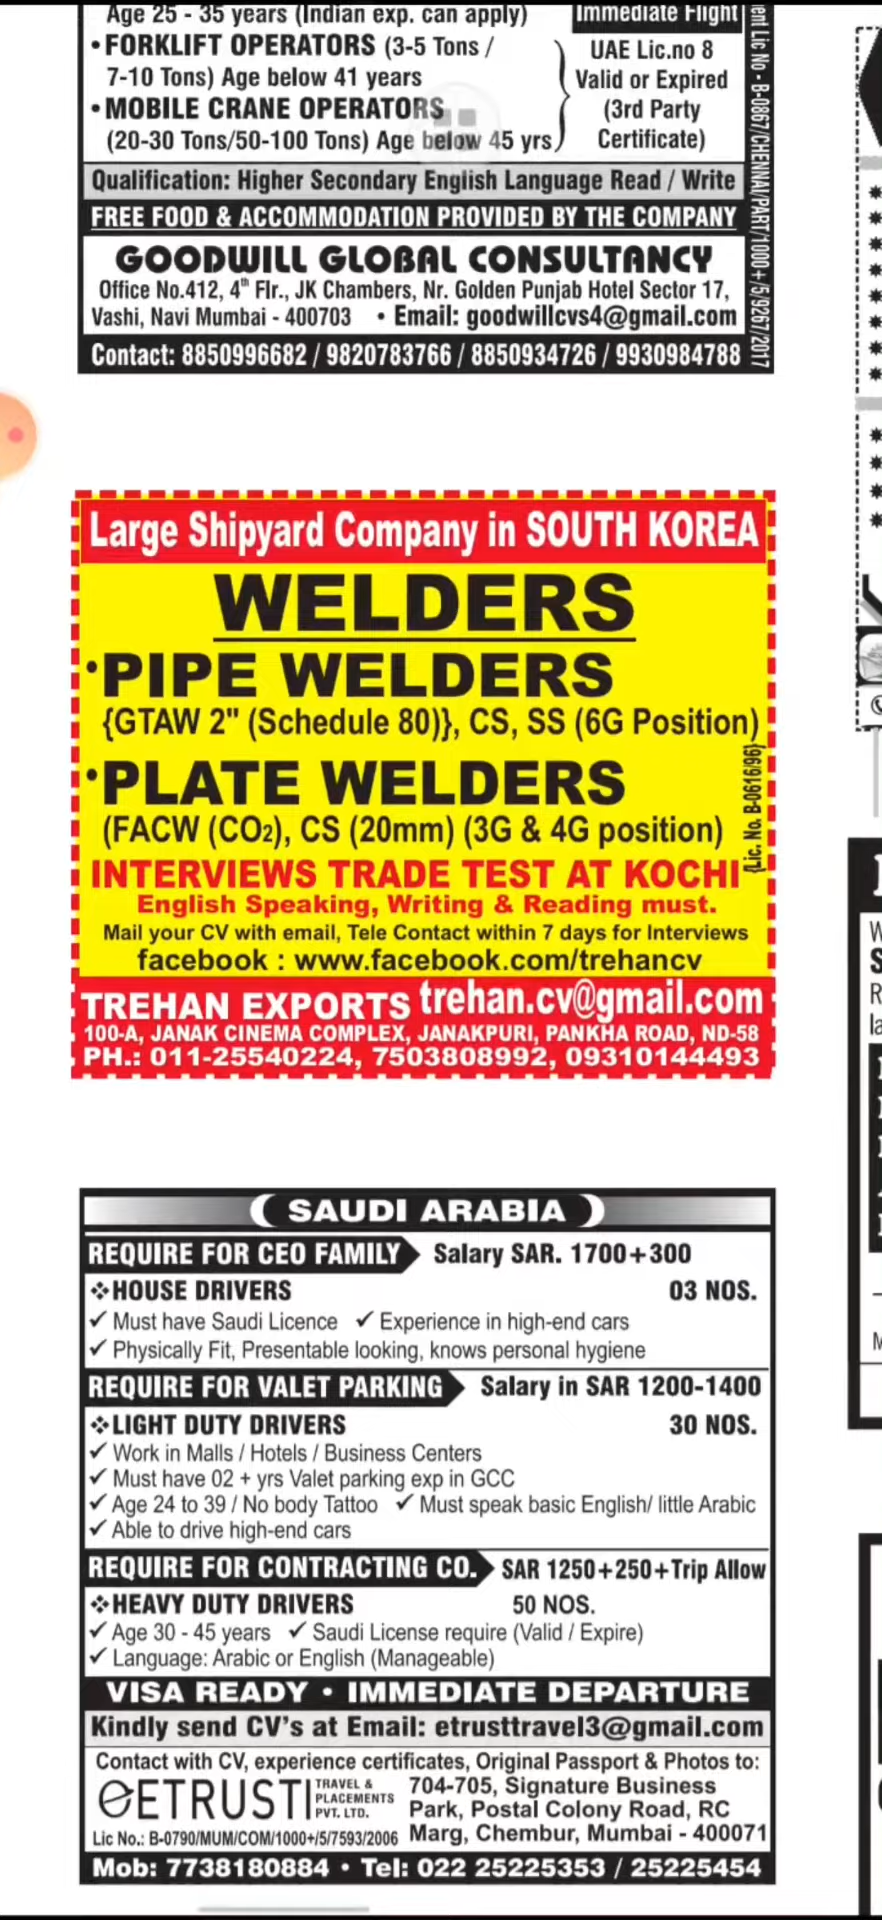 Age 25 - 35 years (Indian exp. can apply)
Immediate Flight
• FORKLIFT OPERATORS (3-5 Tons /
7-10 Tons) Age below 41 years
• MOBILE CRANE OPERATORS
(20-30 Tons/50-100 Tons) Age below 45 yrs
UAE Lic.no 8
Valid or Expired
(3rd Party
Certificate)
Qualification: Higher Secondary English Language Read / Write
FREE FOOD & ACCOMMODATION PROVIDED BY THE COMPANY
GOODWILL GLOBAL CONSULTANCY
Office No.412, 4th Flr., JK Chambers, Nr. Golden Punjab Hotel Sector 17,
Vashi, Navi Mumbai - 400703 • Email: goodwillcvs4@gmail.com
Contact: 8850996682 / 9820783766 / 8850934726 / 9930984788
ent Lic No - B-0867/CHENNAI/PART/1000+/5/9267/2017
Large Shipyard Company in SOUTH KOREA
WELDERS
•PIPE WELDERS
{GTAW 2" (Schedule 80)}, CS, SS (6G Position)
•PLATE WELDERS
(FACW (CO2), CS (20mm) (3G & 4G position)
{Lic. No. B-0616/96}
INTERVIEWS TRADE TEST AT KOCHI
English Speaking, Writing & Reading must.
Mail your CV with email, Tele Contact within 7 days for Interviews
facebook : www.facebook.com/trehancv
TREHAN EXPORTS trehan.cv@gmail.com
100-A, JANAK CINEMA COMPLEX, JANAKPURI, PANKHA ROAD, ND-58
PH.: 011-25540224, 7503808992, 09310144493
SAUDI ARABIA
REQUIRE FOR CEO FAMILY Salary SAR. 1700+300
❖HOUSE DRIVERS 03 NOS.
✓ Must have Saudi Licence ✓ Experience in high-end cars
✓ Physically Fit, Presentable looking, knows personal hygiene
REQUIRE FOR VALET PARKING Salary in SAR 1200-1400
❖LIGHT DUTY DRIVERS 30 NOS.
✓ Work in Malls / Hotels / Business Centers
✓ Must have 02 + yrs Valet parking exp in GCC
✓ Age 24 to 39 / No body Tattoo ✓ Must speak basic English/ little Arabic
✓ Able to drive high-end cars
REQUIRE FOR CONTRACTING CO. SAR 1250+250+Trip Allow
❖HEAVY DUTY DRIVERS 50 NOS.
✓ Age 30 - 45 years ✓ Saudi License require (Valid / Expire)
✓ Language: Arabic or English (Manageable)
VISA READY • IMMEDIATE DEPARTURE
Kindly send CV's at Email: etrusttravel3@gmail.com
Contact with CV, experience certificates, Original Passport & Photos to:
ETRUST TRAVEL &
PLACEMENTS
PVT. LTD.
Lic No.: B-0790/MUM/COM/1000+/5/7593/2006
704-705, Signature Business
Park, Postal Colony Road, RC
Marg, Chembur, Mumbai - 400071
Mob: 7738180884 • Tel: 022 25225353 / 25225454